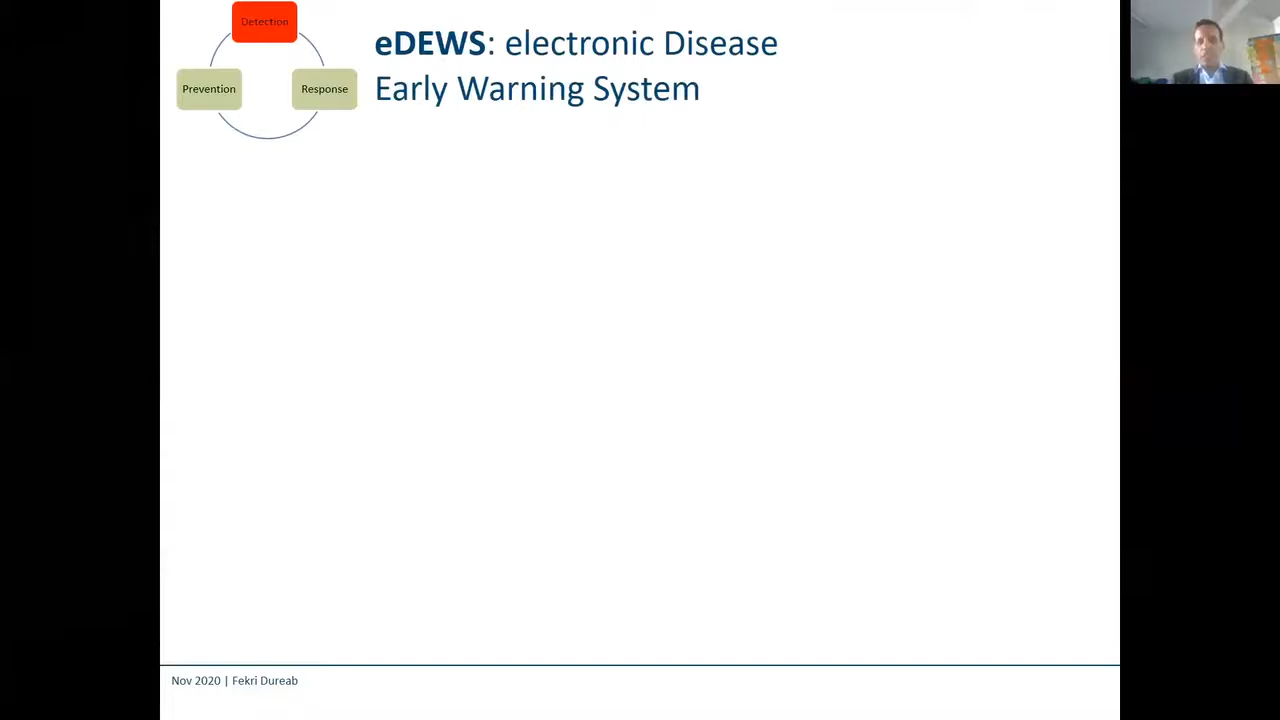 Detection
Prevention
Response
eDEWS: electronic Disease
Early Warning System
Nov 2020 | Fekri Dureab